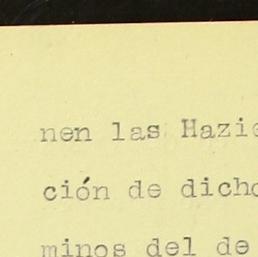 nen las Hazie
ción de dicho
minos del de